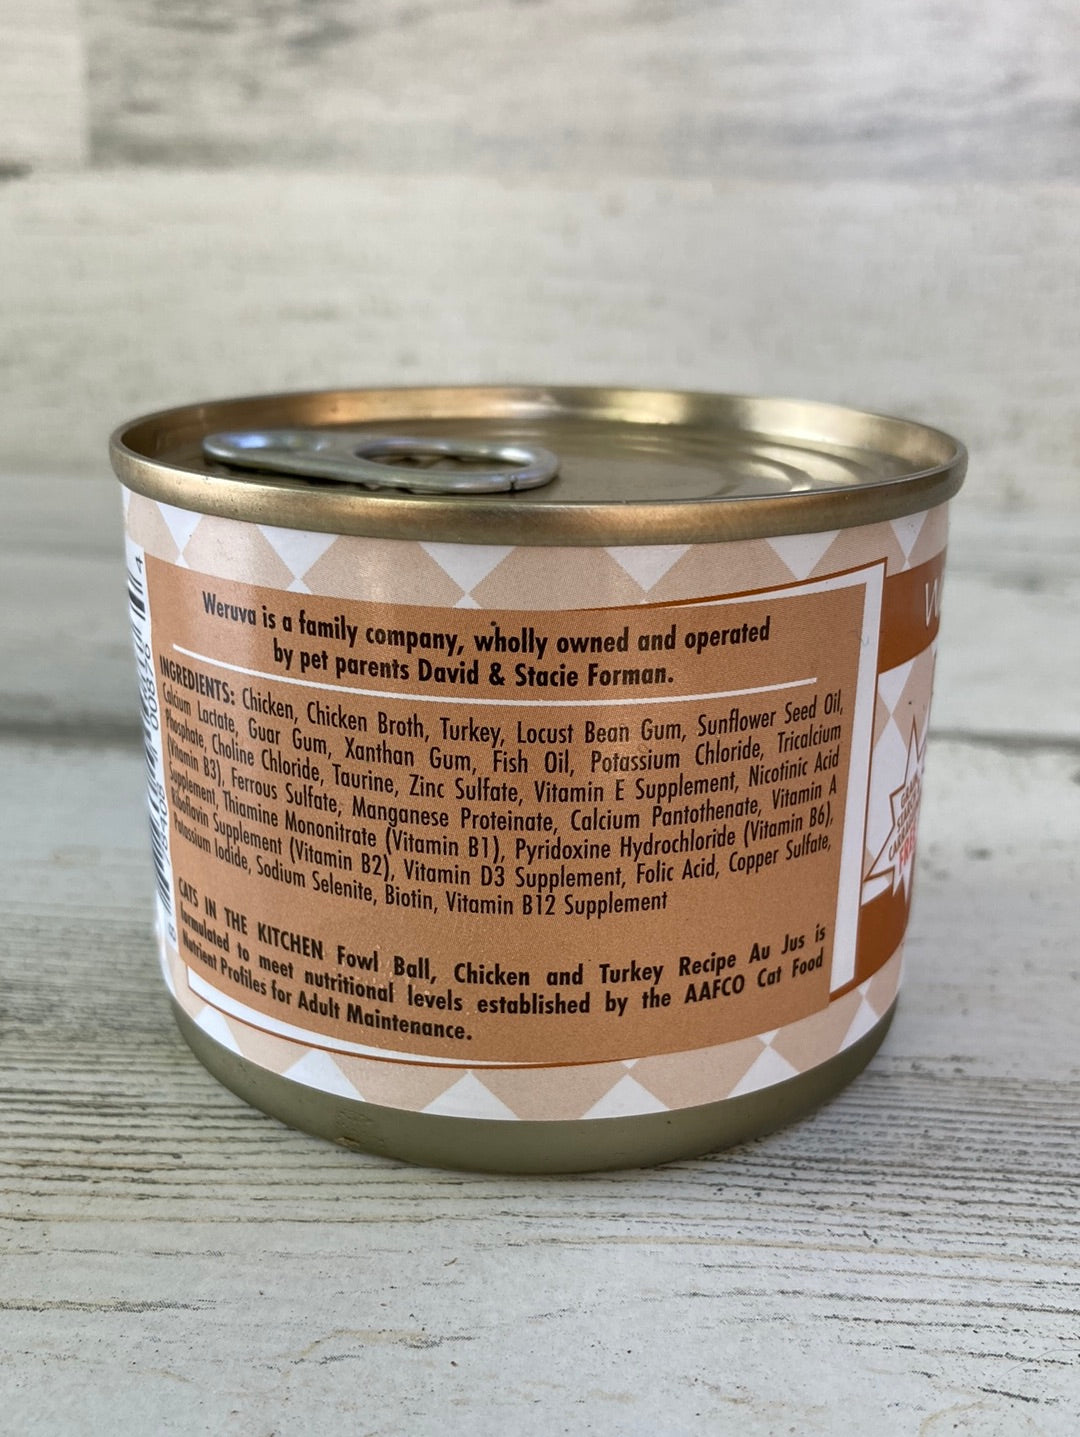 Weruva is a family company, wholly owned and operated
by pet parents David & Stacie Forman.
INGREDIENTS: Chicken, Chicken Broth, Turkey, Locust Bean Gum, Sunflower Seed Oil,
Calcium Lactate, Guar Gum, Xanthan Gum, Fish Oil, Potassium Chloride, Tricalcium
Phosphate, Choline Chloride, Taurine, Zinc Sulfate, Vitamin E Supplement, Nicotinic Acid
(Vitamin B3), Ferrous Sulfate, Manganese Proteinate, Calcium Pantothenate, Vitamin A
Supplement, Thiamine Mononitrate (Vitamin B1), Pyridoxine Hydrochloride (Vitamin B6),
Riboflavin Supplement (Vitamin B2), Vitamin D3 Supplement, Folic Acid, Copper Sulfate,
Potassium Iodide, Sodium Selenite, Biotin, Vitamin B12 Supplement
CATS IN THE KITCHEN Fowl Ball, Chicken and Turkey Recipe Au Jus is
formulated to meet nutritional levels established by the AAFCO Cat Food
Nutrient Profiles for Adult Maintenance.
4